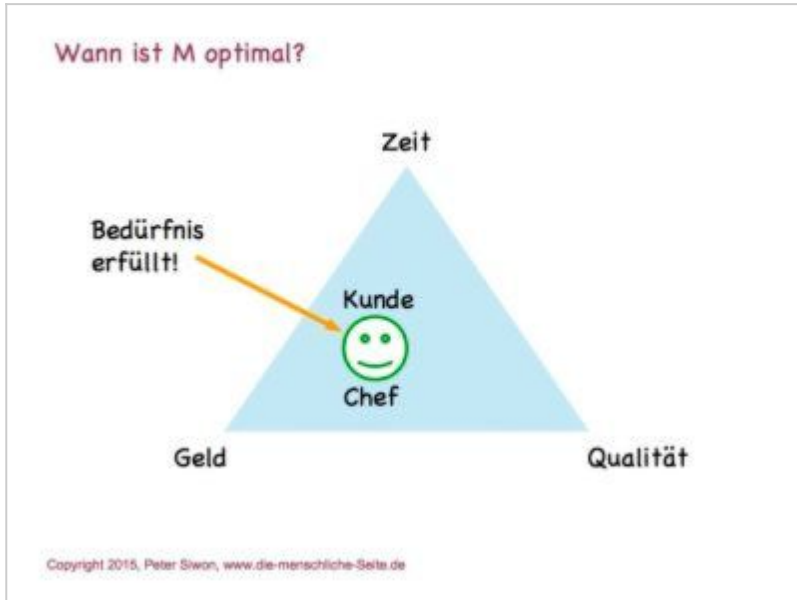 Wann ist M optimal?
Zeit
Bedürfnis
erfüllt!
Kunde
Chef
Geld
Qualität
Copyright 2015, Peter Siwon, www.die-menschliche-Seite.de